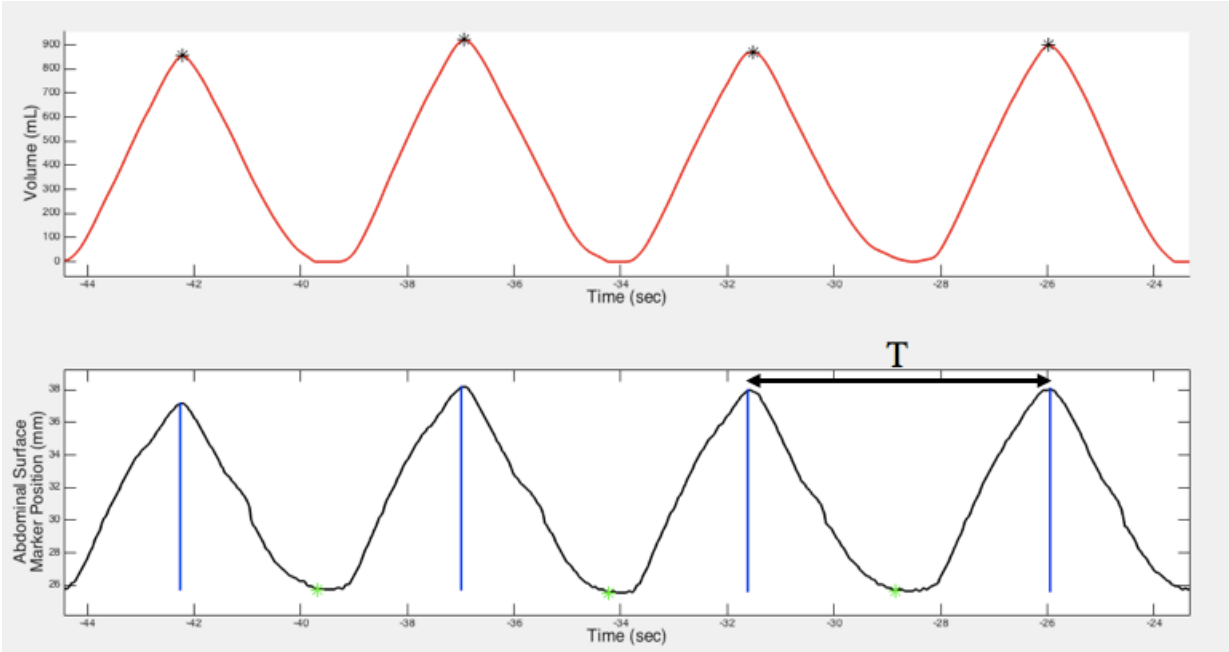 900
800
700
600
500
400
300
200
100
0
Volume (mL)
-44 -42 -40 -38 -36 -34 -32 -30 -28 -26 -24
Time (sec)
T
38
36
34
32
30
28
26
Abdominal Surface
Marker Position (mm)
-44 -42 -40 -38 -36 -34 -32 -30 -28 -26 -24
Time (sec)